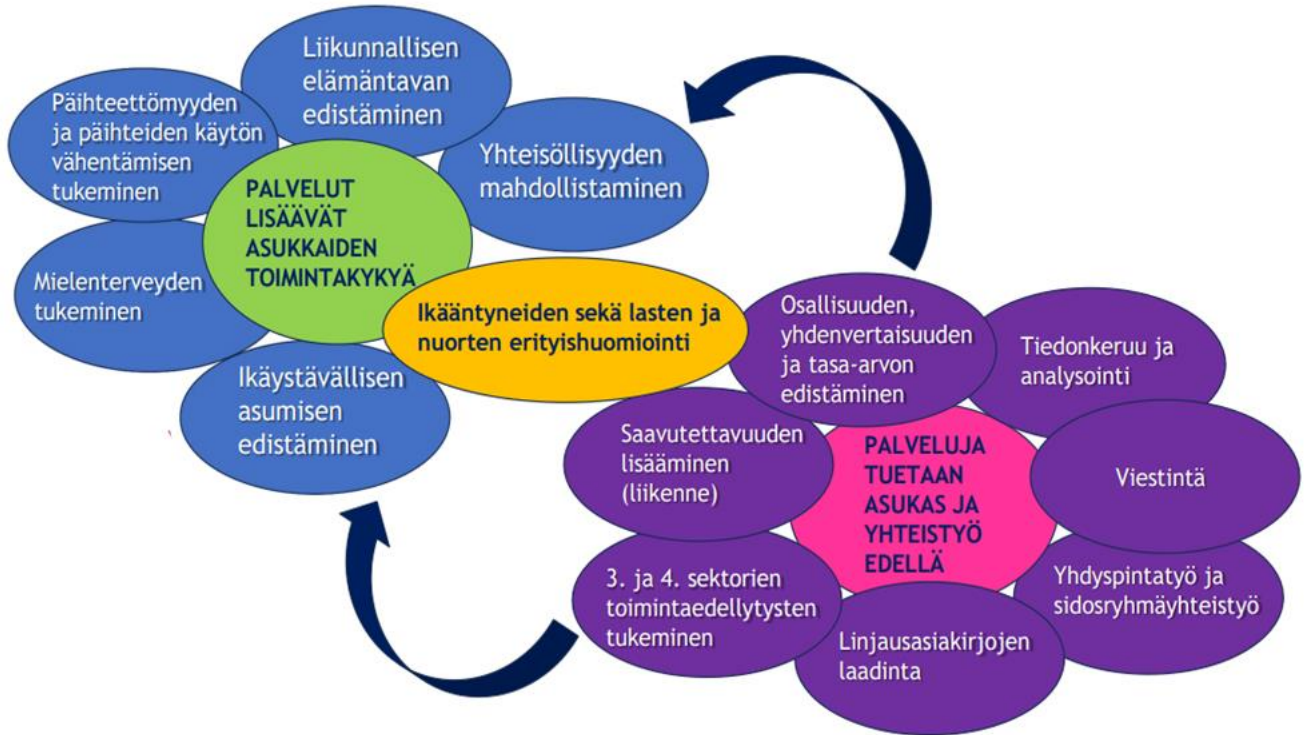 Liikunnallisen
elämäntavan
edistäminen
Päihteettömyyden
ja päihteiden käytön
vähentämisen
tukeminen
Yhteisöllisyyden
mahdollistaminen
PALVELUT
LISÄÄVÄT
ASUKKAIDEN
TOIMINTAKYKYÄ
Mielenterveyden
tukeminen
Ikäystävällisen
asumisen
edistäminen
Ikääntyneiden sekä lasten ja
nuorten erityishuomiointi
Osallisuuden,
yhdenvertaisuuden
ja tasa-arvon
edistäminen
Tiedonkeruu ja
analysointi
Saavutettavuuden
lisääminen
(liikenne)
PALVELUJA
TUETAAN
ASUKAS JA
YHTEISTYÖ
EDELLÄ
Viestintä
3. ja 4. sektorien
toimintaedellytysten
tukeminen
Yhdyspintatyö ja
sidosryhmäyhteistyö
Linjausasiakirjojen
laadinta